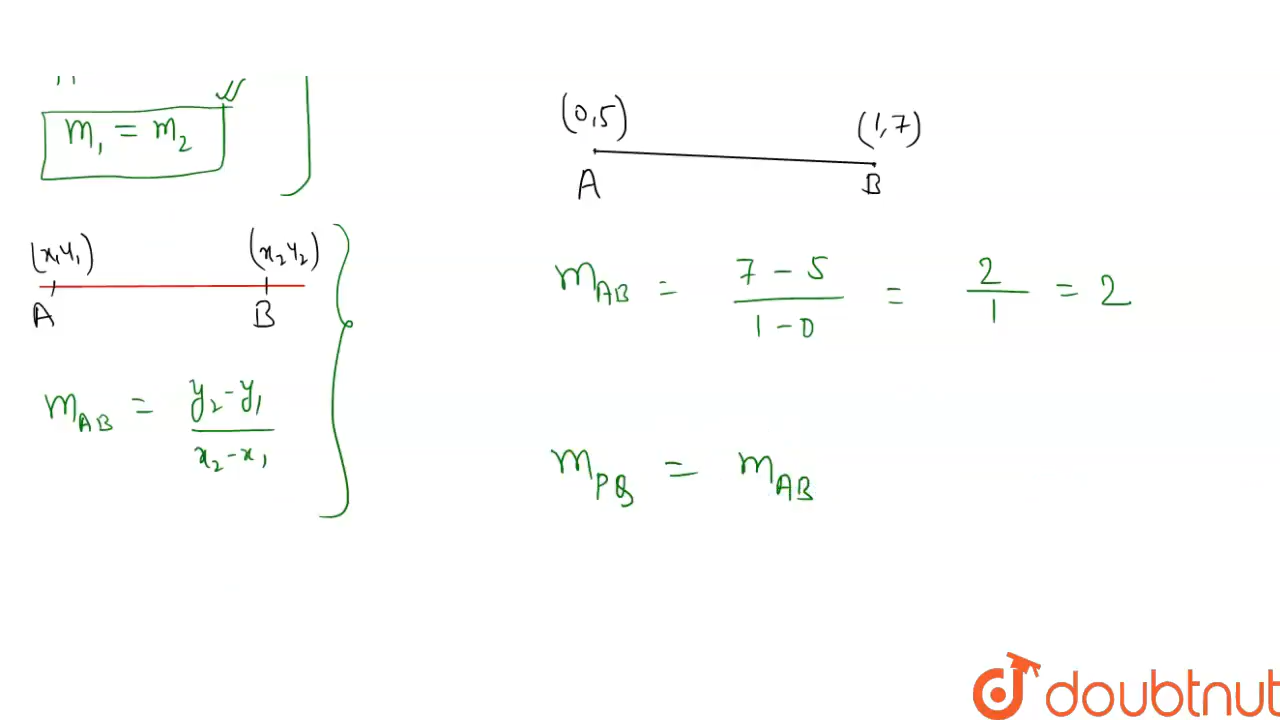 m₁ = m₂
(x₁y₁) (x₂y₂)
A B
m_AB = y₂-y₁ / x₂-x₁
(0,5) (1,7)
A B
m_AB = 7-5 / 1-0 = 2/1 = 2
m_PQ = m_AB
doubtnut